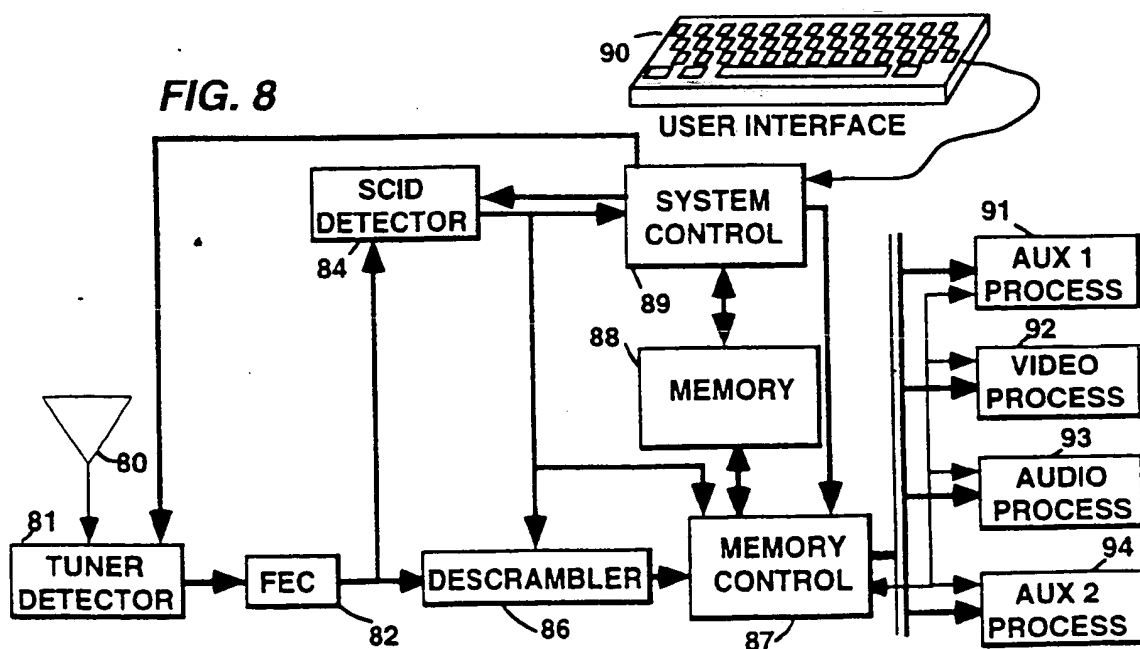 FIG. 8
90
USER INTERFACE
SCID
DETECTOR
84
SYSTEM
CONTROL
89
91
AUX 1
PROCESS
88
MEMORY
92
VIDEO
PROCESS
80
93
AUDIO
PROCESS
81
TUNER
DETECTOR
FEC
82
DESCRAMBLER
86
MEMORY
CONTROL
87
94
AUX 2
PROCESS